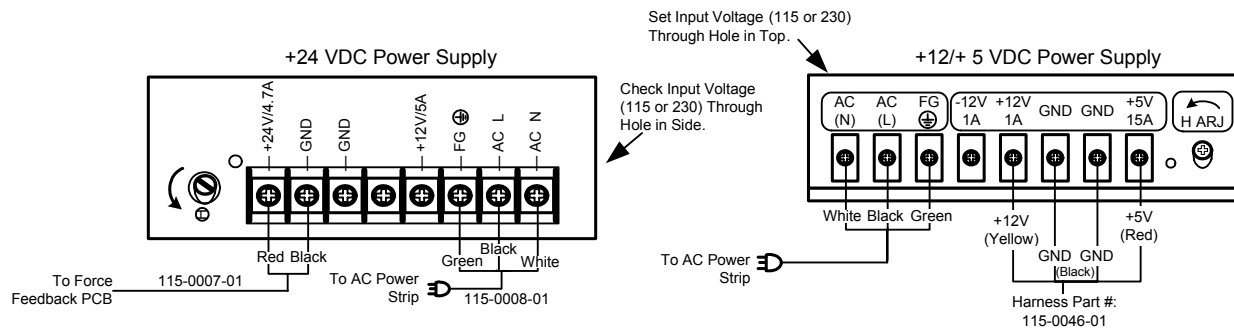 Set Input Voltage (115 or 230)
Through Hole in Top.
+24 VDC Power Supply
+12/+ 5 VDC Power Supply
Check Input Voltage
(115 or 230) Through
Hole in Side.
+24V/4.7A
GND
GND
+12V/5A
FG
AC L
AC N
AC
(N)
AC
(L)
FG
-12V
1A
+12V
1A
GND
GND
+5V
15A
H ARJ
Red
Black
Green
Black
White
To Force
Feedback PCB
115-0007-01
To AC Power
Strip
115-0008-01
White
Black
Green
To AC Power
Strip
+12V
(Yellow)
GND
GND
(Black)
+5V
(Red)
Harness Part #:
115-0046-01